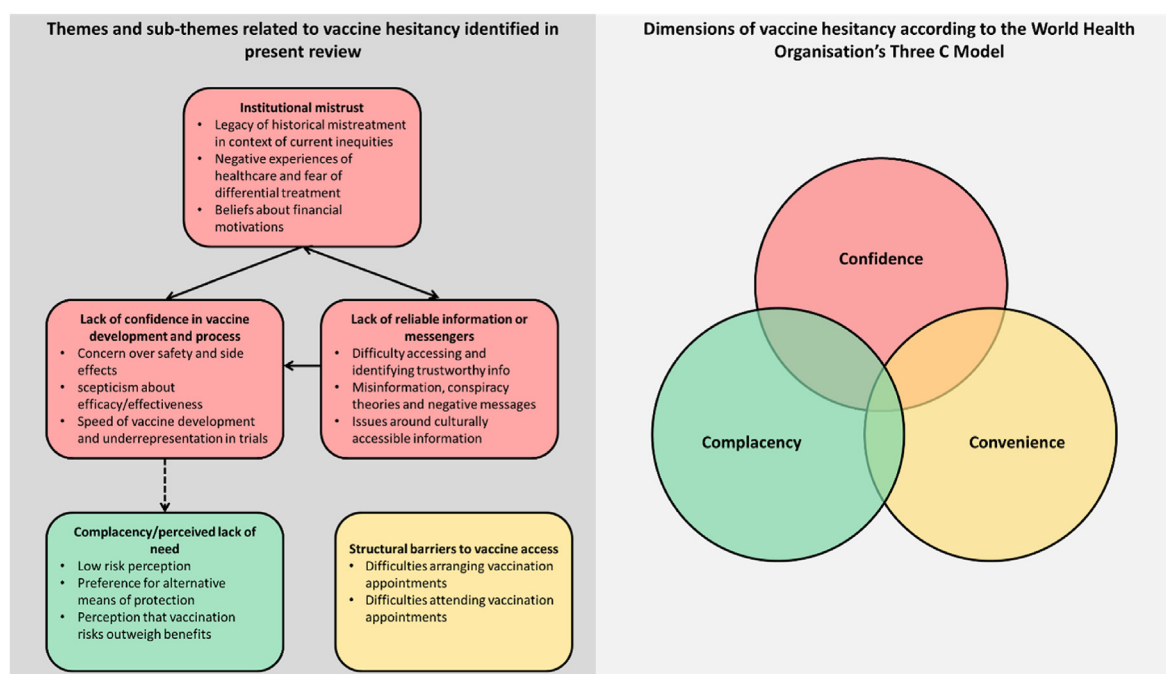 Themes and sub-themes related to vaccine hesitancy identified in
present review
Institutional mistrust
• Legacy of historical mistreatment
in context of current inequities
• Negative experiences of
healthcare and fear of
differential treatment
• Beliefs about financial
motivations
Lack of confidence in vaccine
development and process
• Concern over safety and side
effects
• scepticism about
efficacy/effectiveness
• Speed of vaccine development
and underrepresentation in trials
Lack of reliable information or
messengers
• Difficulty accessing and
identifying trustworthy info
• Misinformation, conspiracy
theories and negative messages
• Issues around culturally
accessible information
Complacency/perceived lack of
need
• Low risk perception
• Preference for alternative
means of protection
• Perception that vaccination
risks outweigh benefits
Structural barriers to vaccine access
• Difficulties arranging vaccination
appointments
• Difficulties attending vaccination
appointments
Dimensions of vaccine hesitancy according to the World Health
Organisation's Three C Model
Confidence
Complacency
Convenience